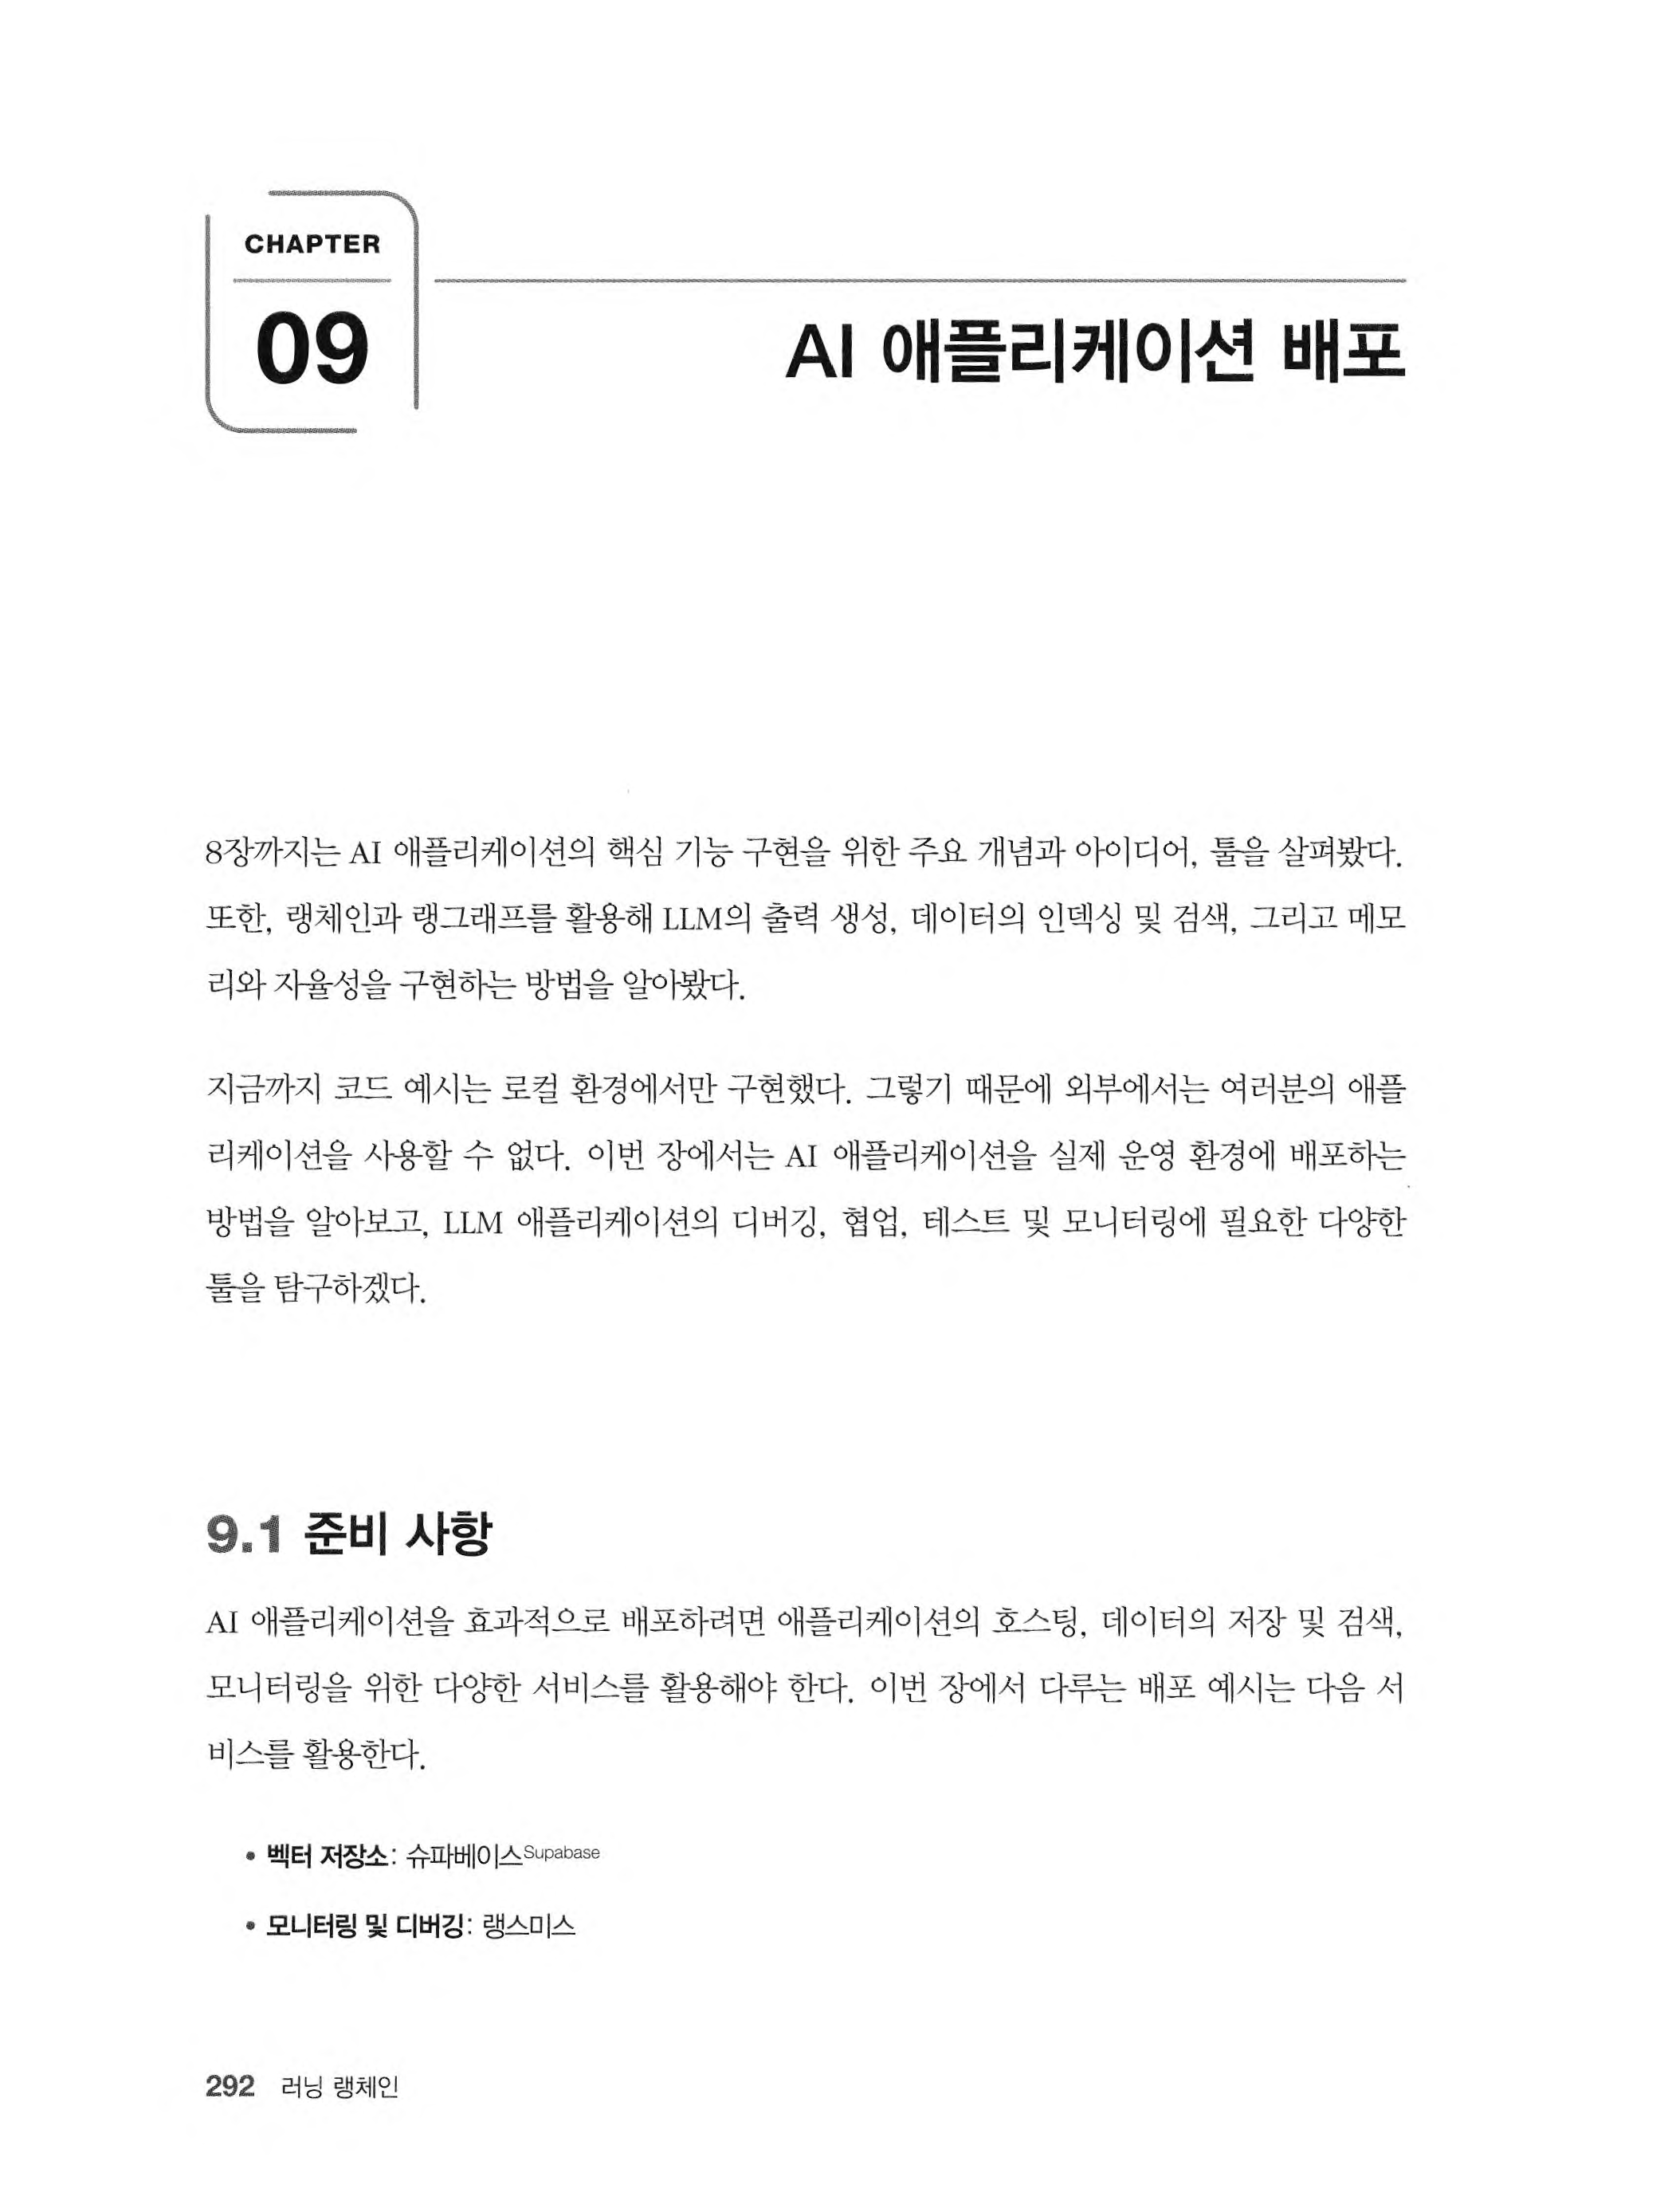 CHAPTER
09
AI 애플리케이션 배포
8장까지는 AI 애플리케이션의 핵심 기능 구현을 위한 주요 개념과 아이디어, 툴을 살펴봤다.
또한, 랭체인과 랭그래프를 활용해 LLM의 출력 생성, 데이터의 인덱싱 및 검색, 그리고 메모
리와 자율성을 구현하는 방법을 알아봤다.
지금까지 코드 예시는 로컬 환경에서만 구현했다. 그렇기 때문에 외부에서는 여러분의 애플
리케이션을 사용할 수 없다. 이번 장에서는 AI 애플리케이션을 실제 운영 환경에 배포하는
방법을 알아보고, LLM 애플리케이션의 디버깅, 협업, 테스트 및 모니터링에 필요한 다양한
툴을 탐구하겠다.
9.1 준비 사항
AI 애플리케이션을 효과적으로 배포하려면 애플리케이션의 호스팅, 데이터의 저장 및 검색,
모니터링을 위한 다양한 서비스를 활용해야 한다. 이번 장에서 다루는 배포 예시는 다음 서
비스를 활용한다.
• 벡터 저장소: 슈파베이스Supabase
• 모니터링 및 디버깅: 랭스미스
292 러닝 랭체인